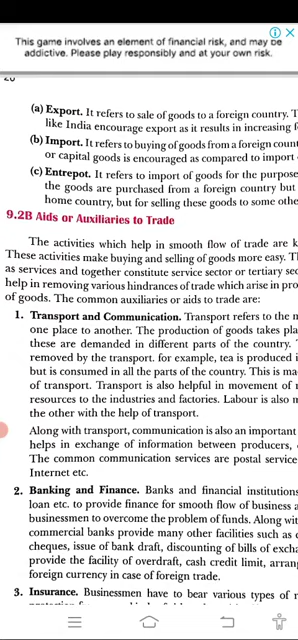 This game involves an element of financial risk, and may be
addictive. Please play responsibly and at your own risk.
(a) Export. It refers to sale of goods to a foreign country.
like India encourage export as it results in increasing
(b) Import. It refers to buying of goods from a foreign
or capital goods is encouraged as compared to import
(c) Entrepot. It refers to import of goods for the purpose
the goods are purchased from a foreign country but
home country, but for selling these goods to some
9.2B Aids or Auxiliaries to Trade
The activities which help in smooth flow of trade are
These activities make buying and selling of goods more easy.
as services and together constitute service sector or tertiary
help in removing various hindrances of trade which arise in
of goods. The common auxiliaries or aids to trade are:
1. Transport and Communication. Transport refers to the
one place to another. The production of goods takes
these are demanded in different parts of the country.
removed by the transport. for example, tea is produced
but is consumed in all the parts of the country. This is
of transport. Transport is also helpful in movement of
resources to the industries and factories. Labour is also
the other with the help of transport.
Along with transport, communication is also an important
helps in exchange of information between producers,
The common communication services are postal
Internet etc.
2. Banking and Finance. Banks and financial institutions
loan etc. to provide finance for smooth flow of business
businessmen to overcome the problem of funds. Along
commercial banks provide many other facilities such as
cheques, issue of bank draft, discounting of bills of
provide the facility of overdraft, cash credit limit,
foreign currency in case of foreign trade.
3. Insurance. Businessmen have to bear various types of